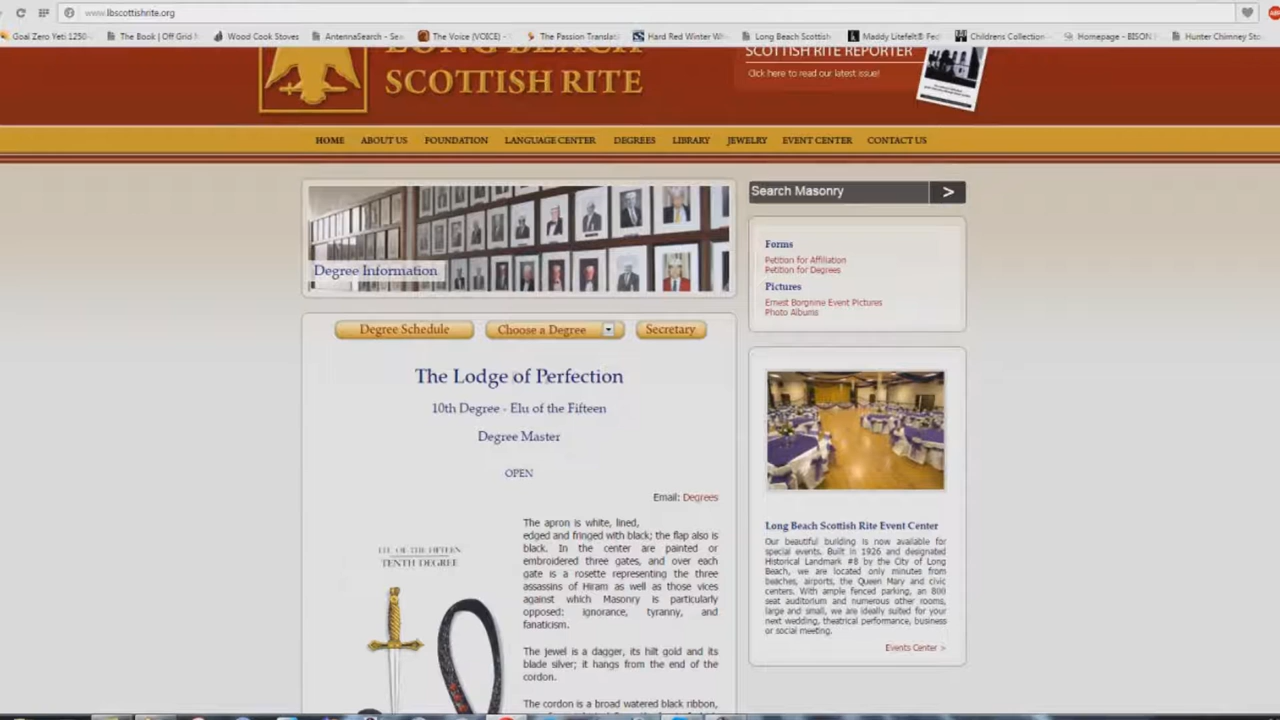 www.lbscottishrite.org
Goal Zero Yeti 1250
The Book | Off Grid
Wood Cook Stoves
AntennaSearch - Sea
The Voice (VOICE) -
The Passion Translat
Hard Red Winter W
Long Beach Scottish
Maddy Litefelt® Fe
Childrens Collection
Homepage - BISON
Hunter Chimney Sto
LONG BEACH
SCOTTISH RITE
SCOTTISH RITE REPORTER
Click here to read our latest issue!
HOME
ABOUT US
FOUNDATION
LANGUAGE CENTER
DEGREES
LIBRARY
JEWELRY
EVENT CENTER
CONTACT US
Degree Information
Degree Schedule
Choose a Degree
Secretary
The Lodge of Perfection
10th Degree - Elu of the Fifteen
Degree Master
OPEN
Email: Degrees
ELU OF THE FIFTEEN
TENTH DEGREE
The apron is white, lined,
edged and fringed with black; the flap also is
black. In the center are painted or
embroidered three gates, and over each
gate is a rosette representing the three
assassins of Hiram as well as those vices
against which Masonry is particularly
opposed: ignorance, tyranny, and
fanaticism.
The jewel is a dagger, its hilt gold and its
blade silver; it hangs from the end of the
cordon.
The cordon is a broad watered black ribbon,
Search Masonry
>
Forms
Petition for Affiliation
Petition for Degrees
Pictures
Ernest Borgnine Event Pictures
Photo Albums
Long Beach Scottish Rite Event Center
Our beautiful building is now available for
special events. Built in 1926 and designated
Historical Landmark #8 by the City of Long
Beach, we are located only minutes from
beaches, airports, the Queen Mary and civic
centers. With ample fenced parking, an 800
seat auditorium and numerous other rooms,
large and small, we are ideally suited for your
next wedding, theatrical performance, business
or social meeting.
Events Center >